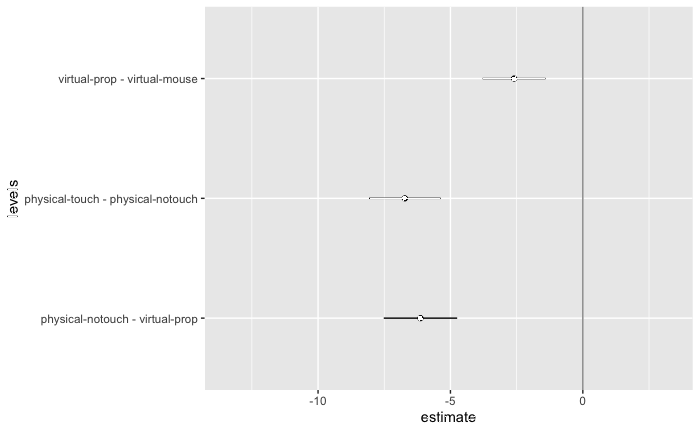 virtual-prop - virtual-mouse
levels
physical-touch - physical-notouch
physical-notouch - virtual-prop
-10
-5
0
estimate